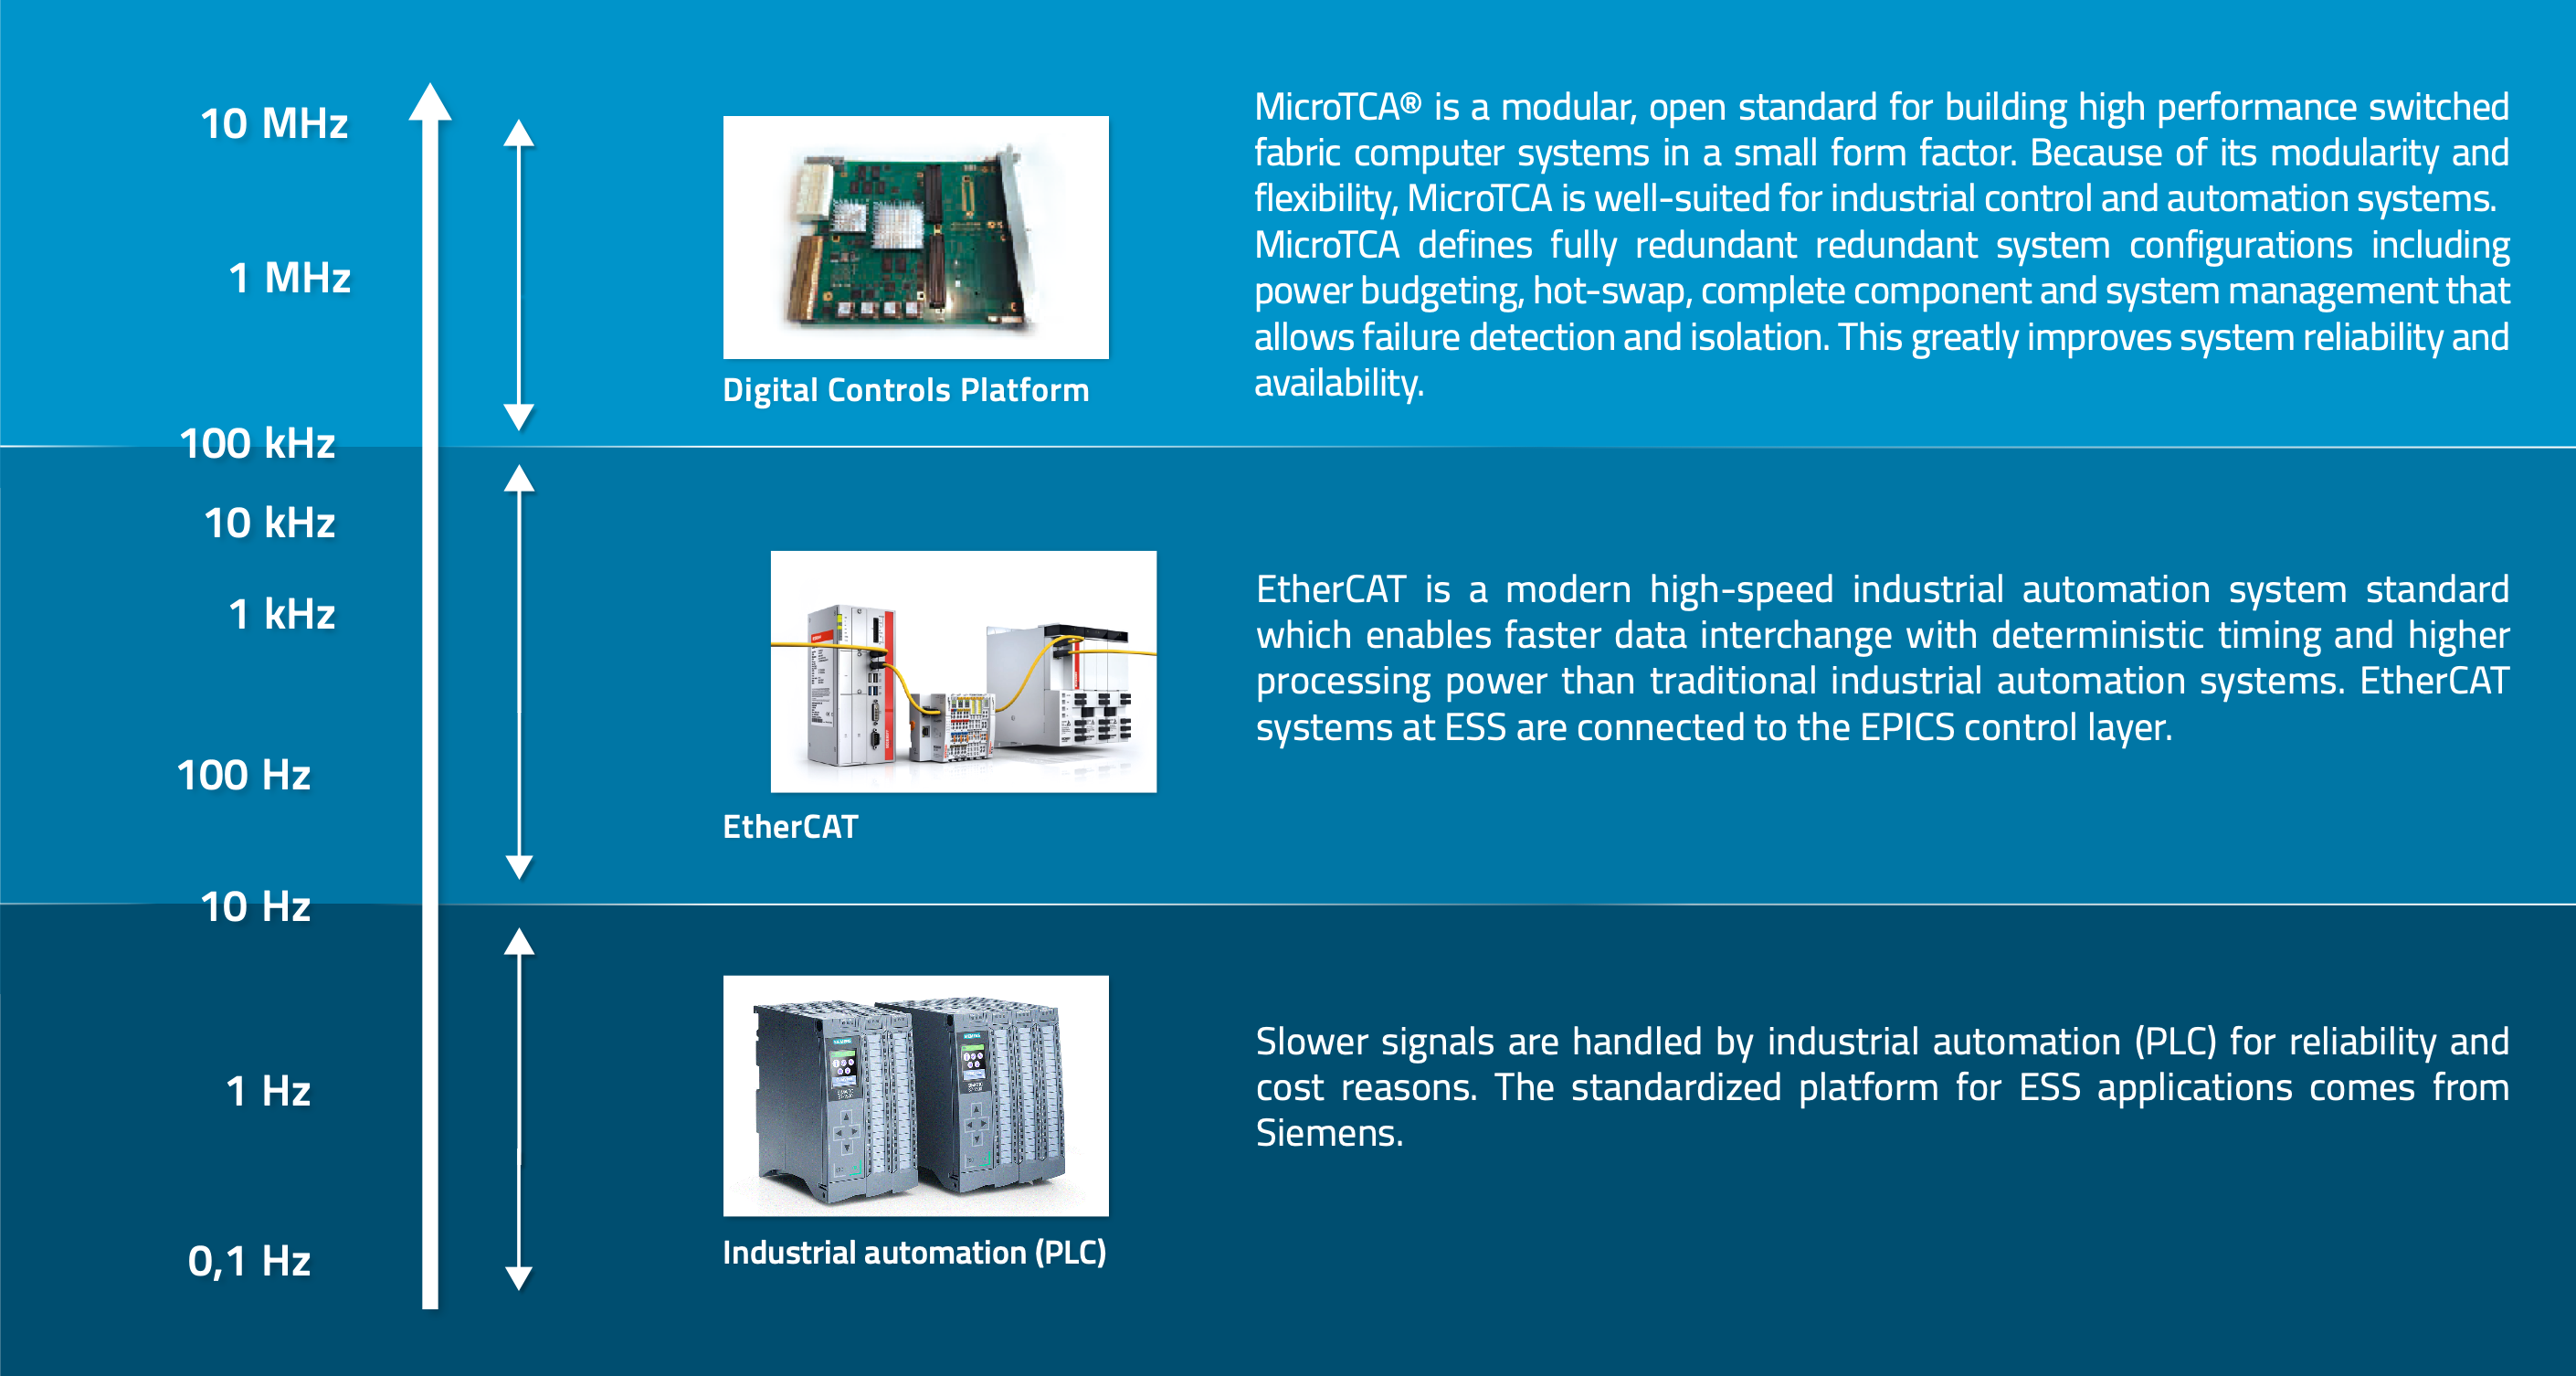 10 MHz
1 MHz
100 kHz
10 kHz
1 kHz
100 Hz
10 Hz
1 Hz
0,1 Hz
Digital Controls Platform
MicroTCA® is a modular, open standard for building high performance switched
fabric computer systems in a small form factor. Because of its modularity and
flexibility, MicroTCA is well-suited for industrial control and automation systems.
MicroTCA defines fully redundant redundant system configurations including
power budgeting, hot-swap, complete component and system management that
allows failure detection and isolation. This greatly improves system reliability and
availability.
EtherCAT
EtherCAT is a modern high-speed industrial automation system standard
which enables faster data interchange with deterministic timing and higher
processing power than traditional industrial automation systems. EtherCAT
systems at ESS are connected to the EPICS control layer.
Industrial automation (PLC)
Slower signals are handled by industrial automation (PLC) for reliability and
cost reasons. The standardized platform for ESS applications comes from
Siemens.